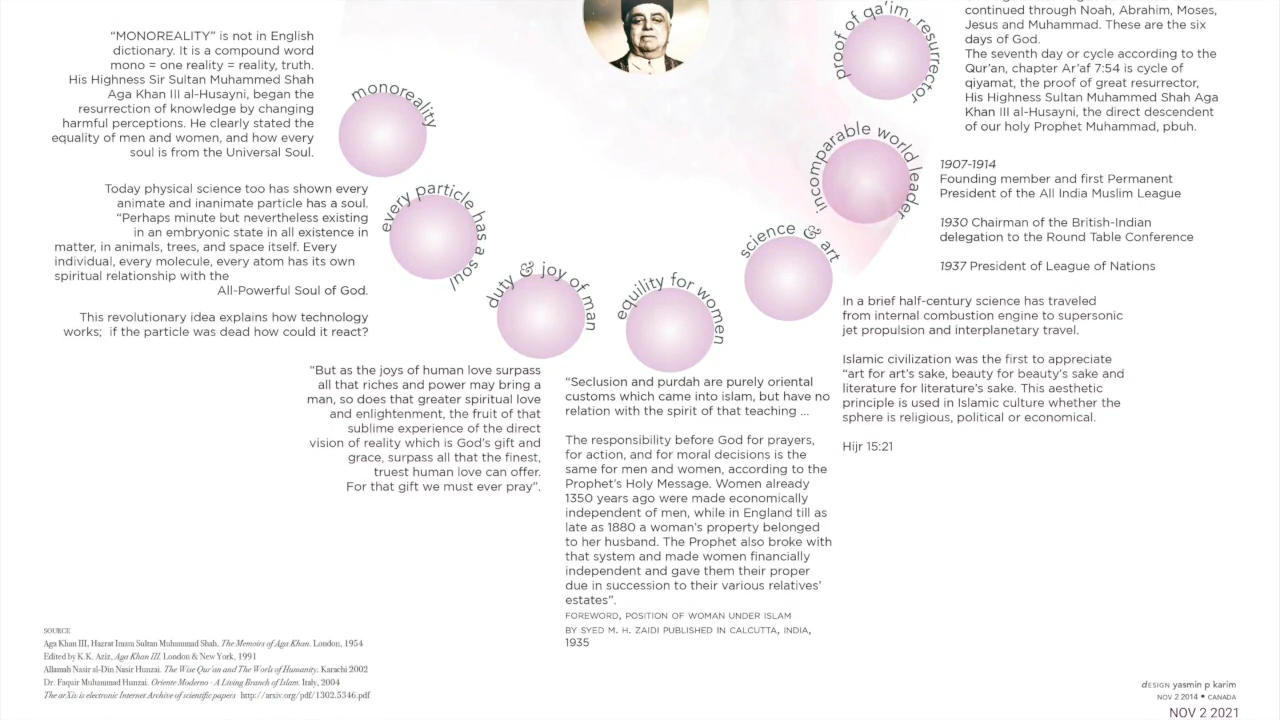 "MONOREALITY" is not in English
dictionary. It is a compound word
mono = one reality = reality, truth.
His Highness Sir Sultan Muhammed Shah
Aga Khan III al-Husayni, began the
resurrection of knowledge by changing
harmful perceptions. He clearly stated the
equality of men and women, and how every
soul is from the Universal Soul.
monoreality
Today physical science too has shown every
animate and inanimate particle has a soul.
"Perhaps minute but nevertheless existing
in an embryonic state in all existence in
matter, in animals, trees, and space itself. Every
individual, every molecule, every atom has its own
spiritual relationship with the
All-Powerful Soul of God.
This revolutionary idea explains how technology
works; if the particle was dead how could it react?
every particle has a soul
duty & joy of man
"But as the joys of human love surpass
all that riches and power may bring a
man, so does that greater spiritual love
and enlightenment, the fruit of that
sublime experience of the direct
vision of reality which is God's gift and
grace, surpass all that the finest,
truest human love can offer.
For that gift we must ever pray".
equility for women
"Seclusion and purdah are purely oriental
customs which came into islam, but have no
relation with the spirit of that teaching ...
The responsibility before God for prayers,
for action, and for moral decisions is the
same for men and women, according to the
Prophet's Holy Message. Women already
1350 years ago were made economically
independent of men, while in England till as
late as 1880 a woman's property belonged
to her husband. The Prophet also broke with
that system and made women financially
independent and gave them their proper
due in succession to their various relatives'
estates".
FOREWORD, POSITION OF WOMAN UNDER ISLAM
BY SYED M. H. ZAIDI PUBLISHED IN CALCUTTA, INDIA,
1935
science & art
In a brief half-century science has traveled
from internal combustion engine to supersonic
jet propulsion and interplanetary travel.
Islamic civilization was the first to appreciate
"art for art's sake, beauty for beauty's sake and
literature for literature's sake. This aesthetic
principle is used in Islamic culture whether the
sphere is religious, political or economical.
Hijr 15:21
incomparable world leader
1907-1914
Founding member and first Permanent
President of the All India Muslim League
1930 Chairman of the British-Indian
delegation to the Round Table Conference
1937 President of League of Nations
proof of qa'im, resurrector
continued through Noah, Abrahim, Moses,
Jesus and Muhammad. These are the six
days of God.
The seventh day or cycle according to the
Qur'an, chapter Ar'af 7:54 is cycle of
qiyamat, the proof of great resurrector,
His Highness Sultan Muhammed Shah Aga
Khan III al-Husayni, the direct descendent
of our holy Prophet Muhammad, pbuh.
SOURCE
Aga Khan III, Hazrat Imam Sultan Muhammad Shah. The Memoirs of Aga Khan. London, 1954
Edited by K.K. Aziz, Aga Khan III. London & New York, 1991
Allamah Nasir al-Din Nasir Hunzai. The Wise Qur'an and The Worls of Humanity. Karachi 2002
Dr. Faquir Muhammad Hunzai. Oriente Moderno - A Living Branch of Islam. Italy, 2004
The arXiv is electronic Internet Archive of scientific papers http://arxiv.org/pdf/1302.5346.pdf
dESIGN yasmin p karim
NOV 2 2014 • CANADA
NOV 2 2021